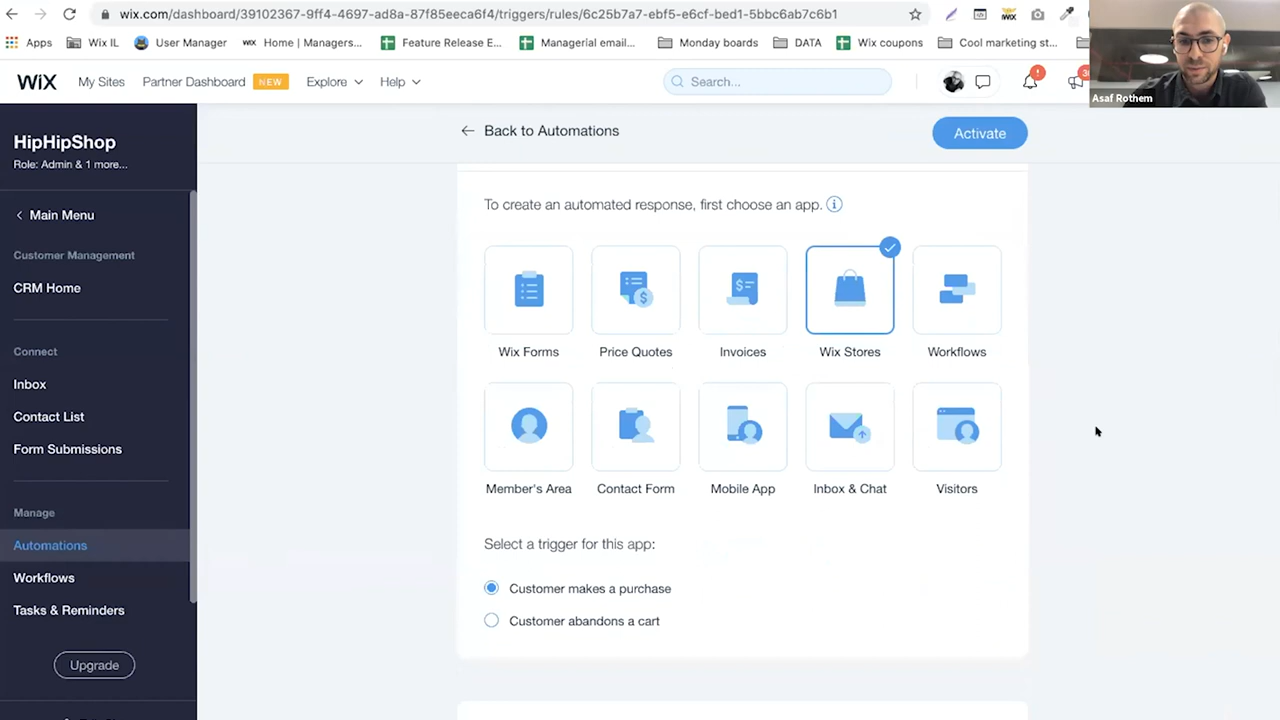 wix.com/dashboard/39102367-9ff4-4697-ad8a-87f85eeca6f4/triggers/rules/6c25b7a7-ebf5-e6cf-bed1-5bbc6ab7c6b1
Apps Wix IL User Manager WiX Home | Managers... Feature Release E... Managerial email... Monday boards DATA Wix coupons Cool marketing st...
WiX My Sites Partner Dashboard NEW Explore Help Search...
Asaf Rothem
HipHipShop
Role: Admin & 1 more...
Main Menu
Customer Management
CRM Home
Connect
Inbox
Contact List
Form Submissions
Manage
Automations
Workflows
Tasks & Reminders
Upgrade
Back to Automations
Activate
To create an automated response, first choose an app.
Wix Forms Price Quotes Invoices Wix Stores Workflows
Member's Area Contact Form Mobile App Inbox & Chat Visitors
Select a trigger for this app:
Customer makes a purchase
Customer abandons a cart